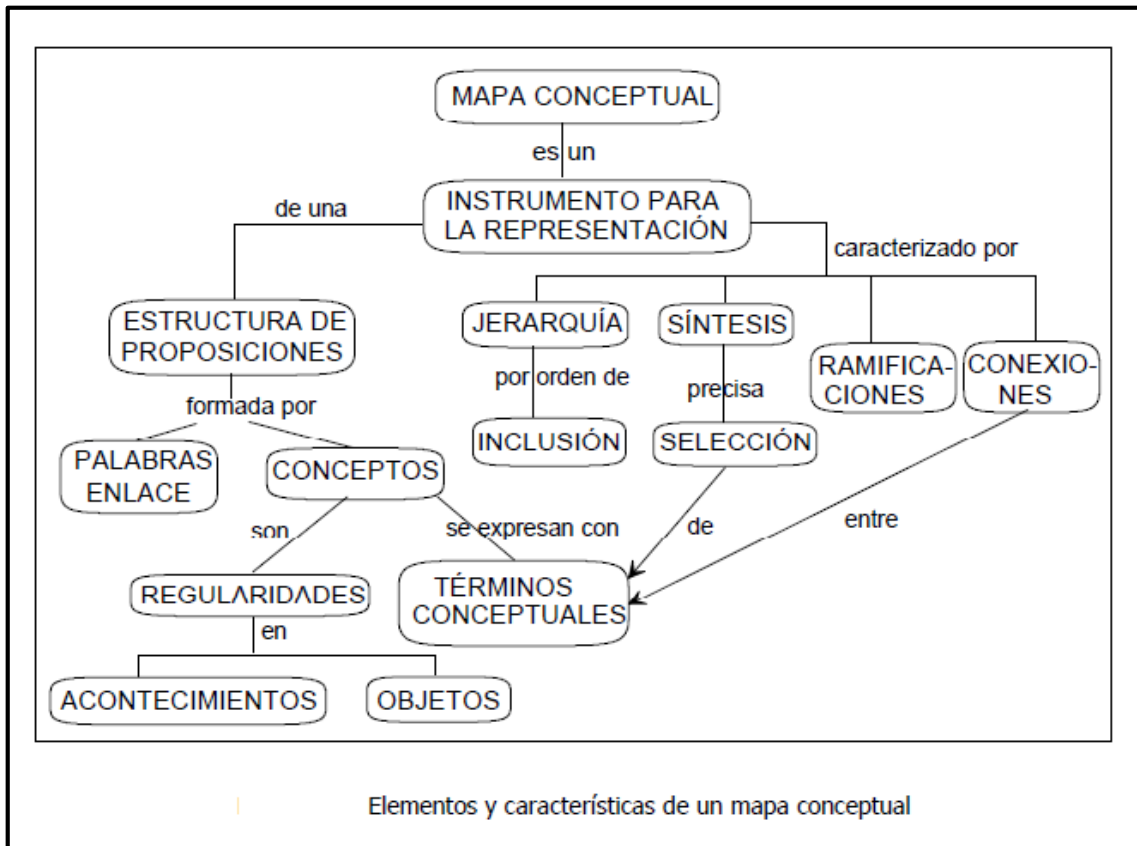 MAPA CONCEPTUAL
es un
INSTRUMENTO PARA
LA REPRESENTACIÓN
de una
caracterizado por
ESTRUCTURA DE
PROPOSICIONES
JERARQUÍA
SÍNTESIS
RAMIFICA-
CIONES
CONEXIO-
NES
por orden de
precisa
formada por
INCLUSIÓN
SELECCIÓN
PALABRAS
ENLACE
CONCEPTOS
son
se expresan con
de
entre
REGULARIDADES
TÉRMINOS
CONCEPTUALES
en
ACONTECIMIENTOS
OBJETOS
Elementos y características de un mapa conceptual